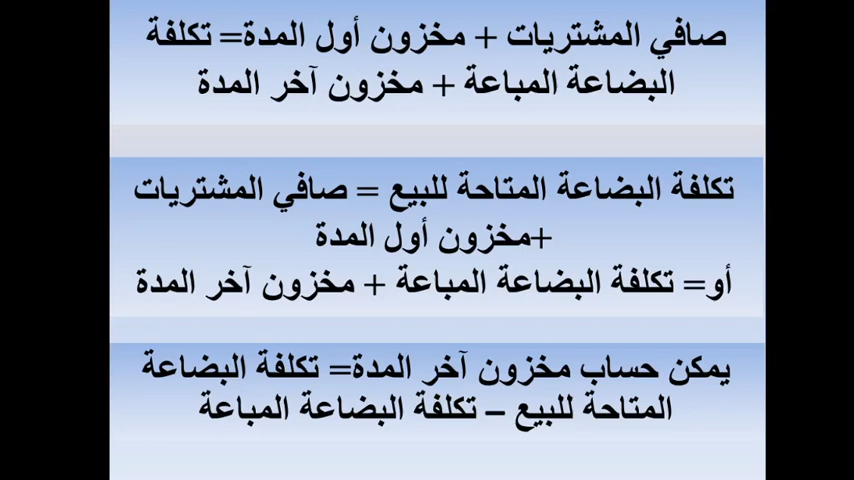 صافي المشتريات + مخزون أول المدة= تكلفة
البضاعة المباعة + مخزون آخر المدة
تكلفة البضاعة المتاحة للبيع = صافي المشتريات
+مخزون أول المدة
أو= تكلفة البضاعة المباعة + مخزون آخر المدة
يمكن حساب مخزون آخر المدة= تكلفة البضاعة
المتاحة للبيع – تكلفة البضاعة المباعة